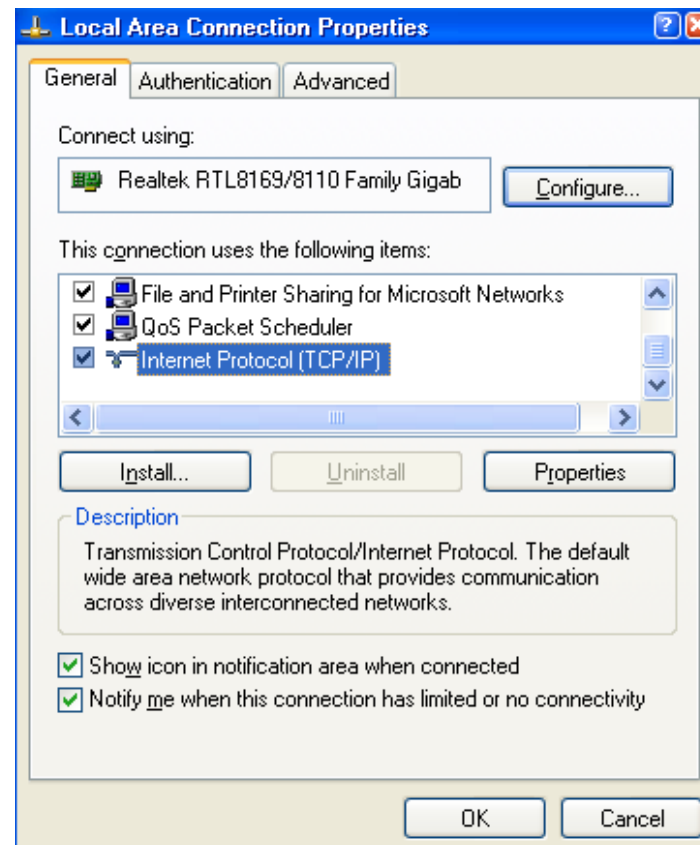 Local Area Connection Properties
General Authentication Advanced
Connect using:
Realtek RTL8169/8110 Family Gigab
Configure...
This connection uses the following items:
File and Printer Sharing for Microsoft Networks
QoS Packet Scheduler
Internet Protocol (TCP/IP)
Install... Uninstall Properties
Description
Transmission Control Protocol/Internet Protocol. The default
wide area network protocol that provides communication
across diverse interconnected networks.
Show icon in notification area when connected
Notify me when this connection has limited or no connectivity
OK Cancel